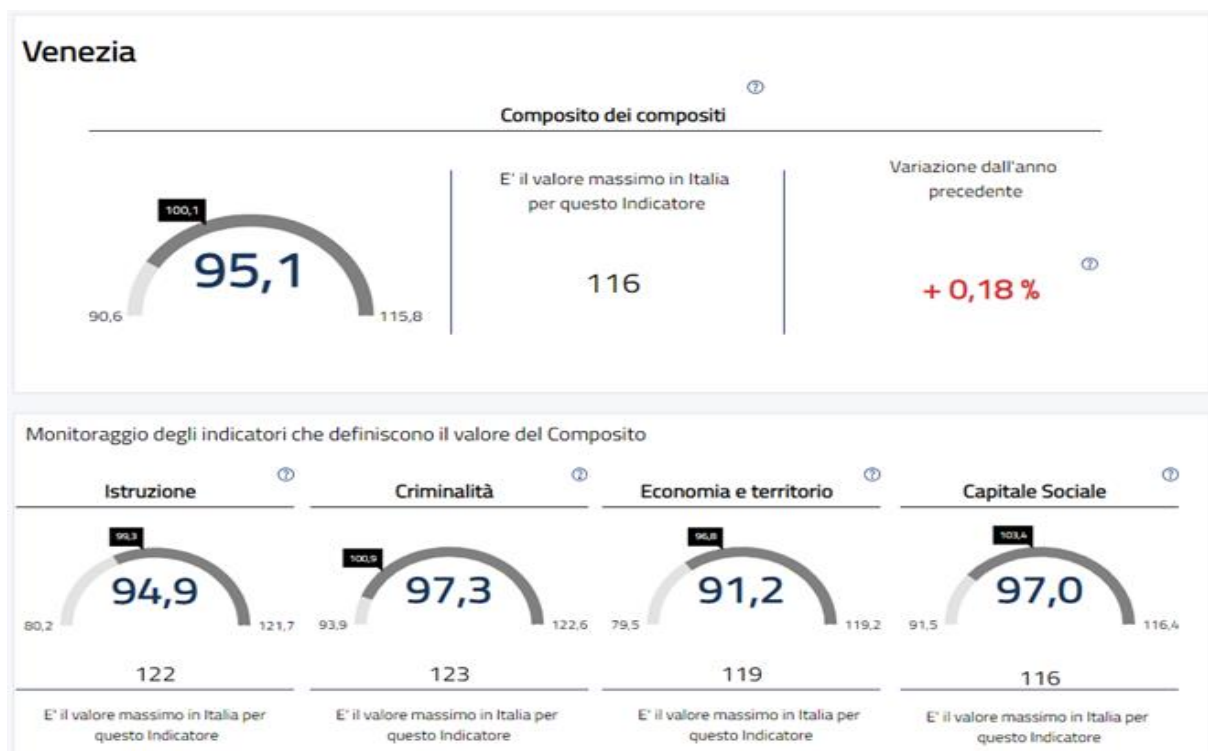 Venezia
Composito dei compositi
E' il valore massimo in Italia
per questo Indicatore
Variazione dall'anno
precedente
100,1
95,1
90,6
115,8
116
+ 0,18 %
Monitoraggio degli indicatori che definiscono il valore del Composito
Istruzione
Criminalità
Economia e territorio
Capitale Sociale
99,3
94,9
80,2
121,7
100,9
97,3
93,9
122,6
96,8
91,2
79,5
119,2
103,4
97,0
91,5
116,4
122
123
119
116
E' il valore massimo in Italia per
questo Indicatore
E' il valore massimo in Italia per
questo Indicatore
E' il valore massimo in Italia per
questo Indicatore
E' il valore massimo in Italia per
questo Indicatore